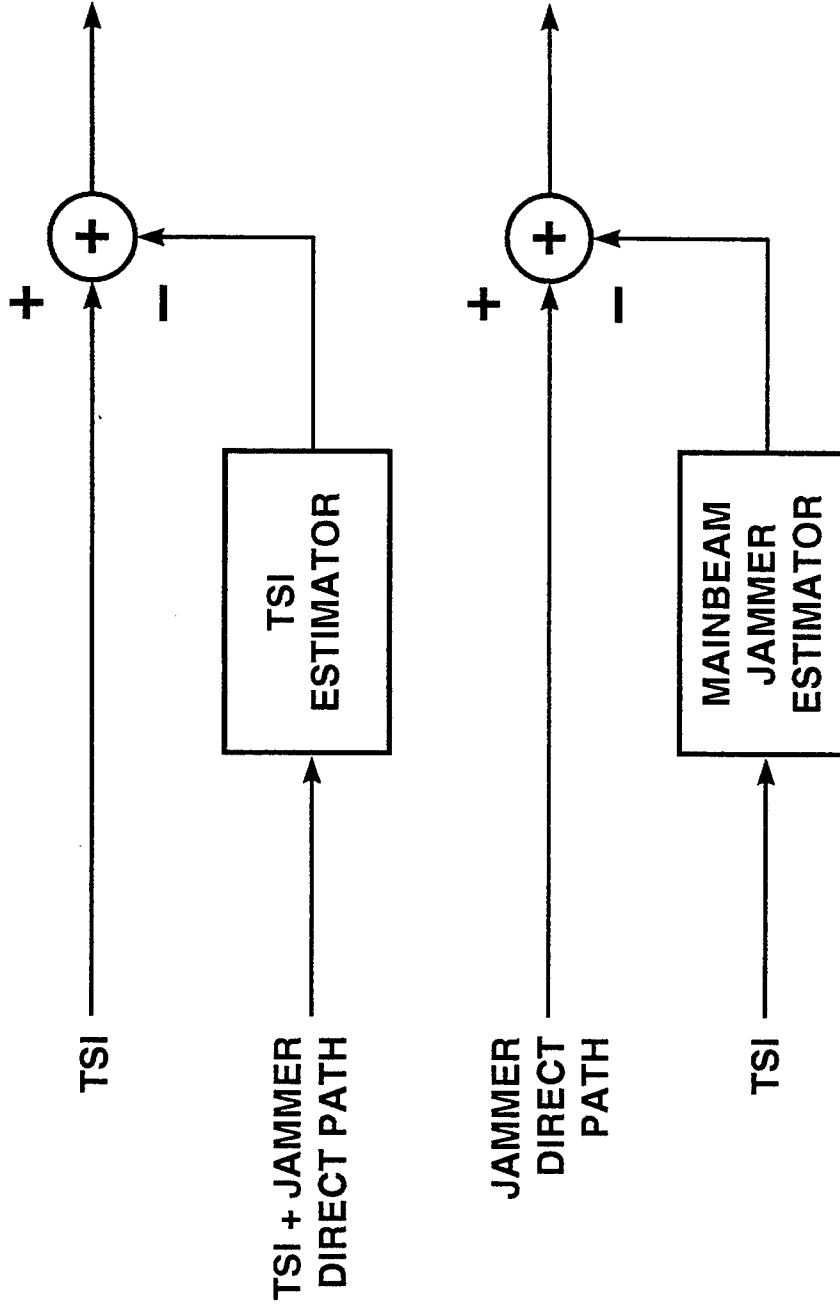 TSI
+
+
−
TSI + JAMMER
DIRECT PATH
TSI
ESTIMATOR
JAMMER
DIRECT
PATH
+
+
−
TSI
MAINBEAM
JAMMER
ESTIMATOR